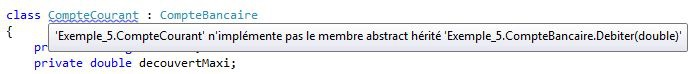 class CompteCourant : CompteBancaire
{
'Exemple_5.CompteCourant' n'implémente pas le membre abstract hérité 'Exemple_5.CompteBancaire.Debiter(double)'
private double decouvertMaxi;